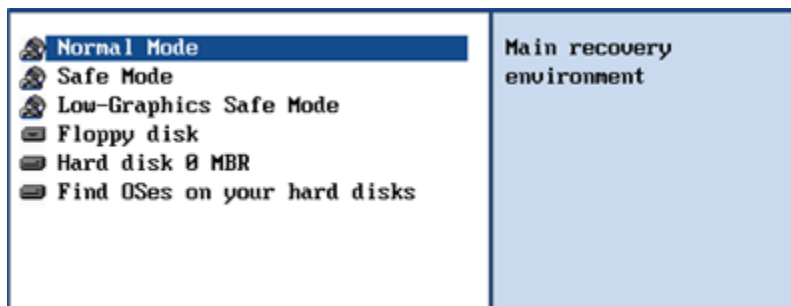 Normal Mode
Safe Mode
Low-Graphics Safe Mode
Floppy disk
Hard disk 0 MBR
Find OSes on your hard disks
Main recovery
environment